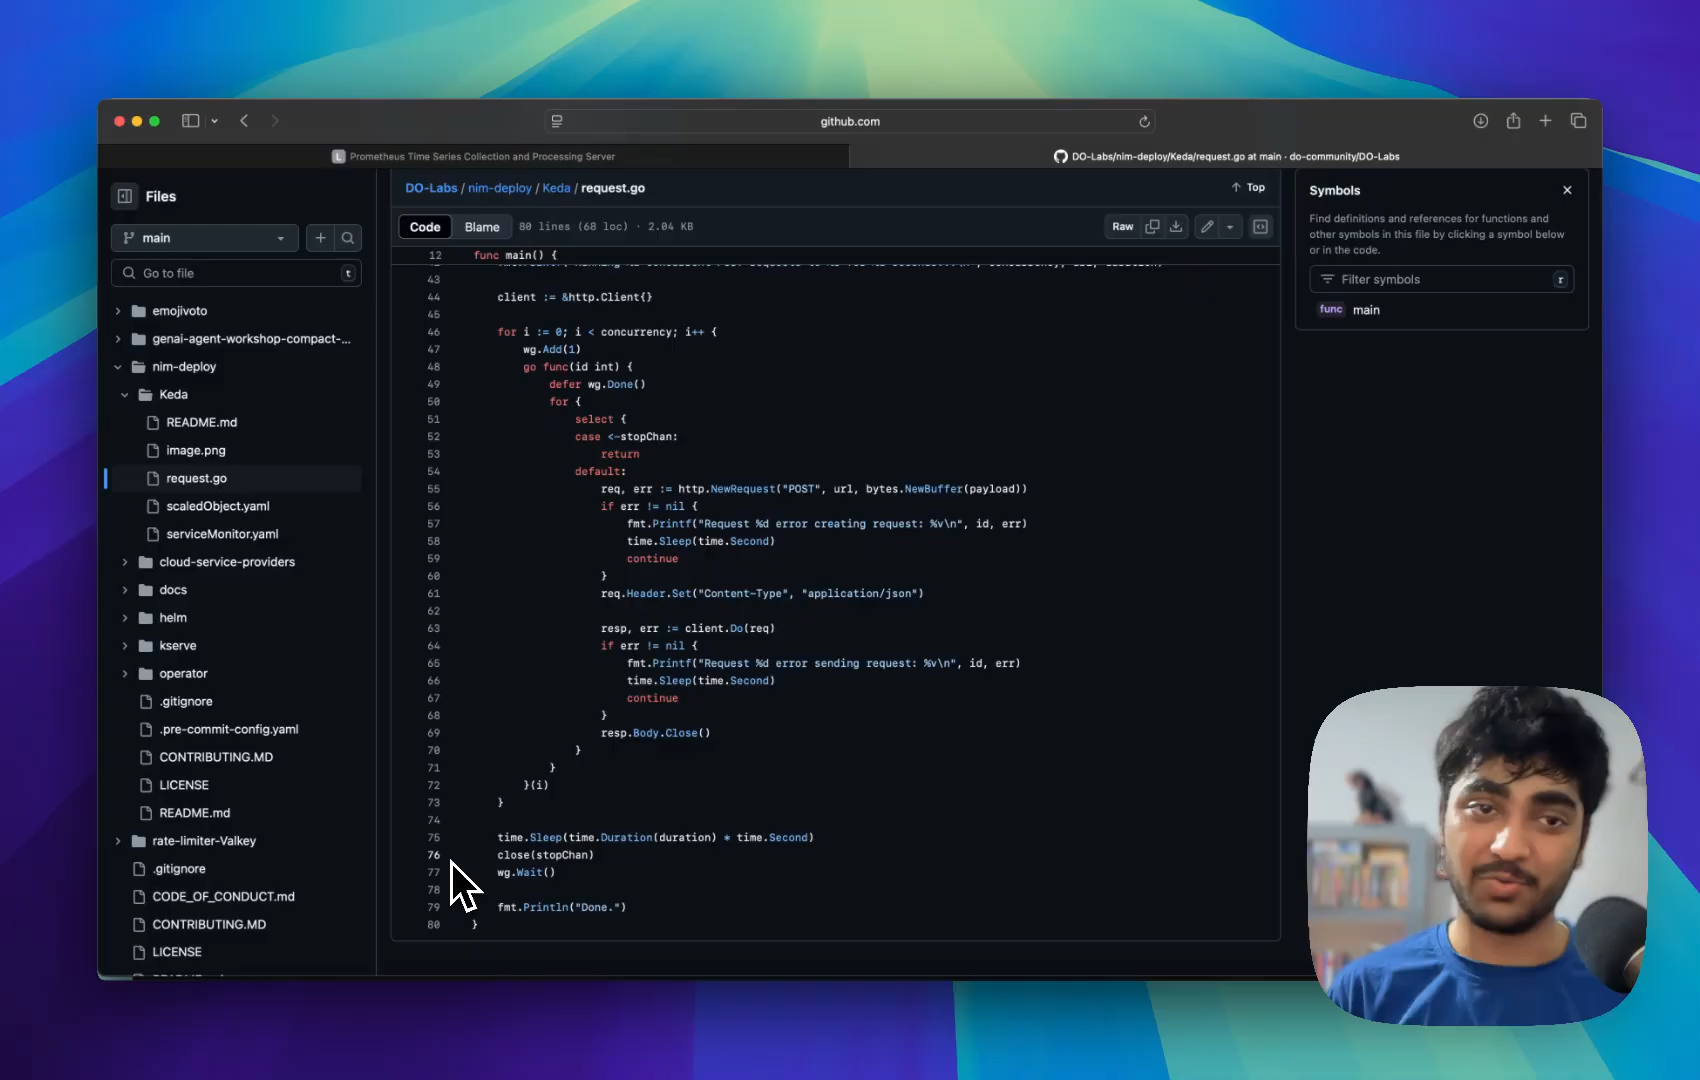 github.com
L Prometheus Time Series Collection and Processing Server
DO-Labs/nim-deploy/Keda/request.go at main · do-community/DO-Labs
Files
main
Go to file
t
emojivoto
genai-agent-workshop-compact-...
nim-deploy
Keda
README.md
image.png
request.go
scaledObject.yaml
serviceMonitor.yaml
cloud-service-providers
docs
helm
kserve
operator
.gitignore
.pre-commit-config.yaml
CONTRIBUTING.MD
LICENSE
README.md
rate-limiter-Valkey
.gitignore
CODE_OF_CONDUCT.md
CONTRIBUTING.MD
LICENSE
DO-Labs / nim-deploy / Keda / request.go
Top
Code Blame 80 lines (68 loc) · 2.04 KB
Raw
12 func main() {
43
44 client := &http.Client{}
45
46 for i := 0; i < concurrency; i++ {
47 wg.Add(1)
48 go func(id int) {
49 defer wg.Done()
50 for {
51 select {
52 case <-stopChan:
53 return
54 default:
55 req, err := http.NewRequest("POST", url, bytes.NewBuffer(payload))
56 if err != nil {
57 fmt.Printf("Request %d error creating request: %v\n", id, err)
58 time.Sleep(time.Second)
59 continue
60 }
61 req.Header.Set("Content-Type", "application/json")
62
63 resp, err := client.Do(req)
64 if err != nil {
65 fmt.Printf("Request %d error sending request: %v\n", id, err)
66 time.Sleep(time.Second)
67 continue
68 }
69 resp.Body.Close()
70 }
71 }
72 }(i)
73 }
74
75 time.Sleep(time.Duration(duration) * time.Second)
76 close(stopChan)
77 wg.Wait()
78
79 fmt.Println("Done.")
80 }
Symbols
Find definitions and references for functions and
other symbols in this file by clicking a symbol below
or in the code.
Filter symbols
r
func main